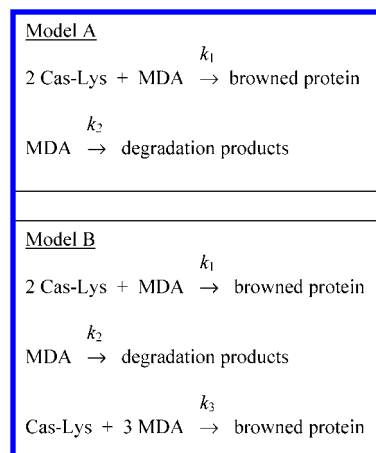 Model A
k₁
2 Cas-Lys + MDA → browned protein
k₂
MDA → degradation products
Model B
k₁
2 Cas-Lys + MDA → browned protein
k₂
MDA → degradation products
k₃
Cas-Lys + 3 MDA → browned protein